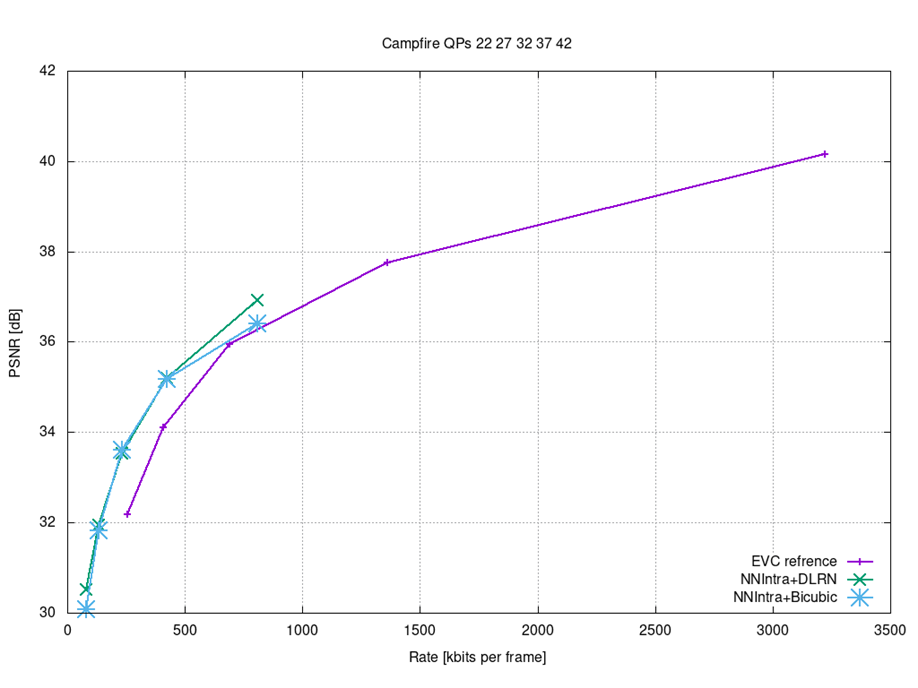 Campfire QPs 22 27 32 37 42
42
40
38
36
34
32
30
PSNR [dB]
EVC refrence
NNIntra+DLRN
NNIntra+Bicubic
0 500 1000 1500 2000 2500 3000 3500
Rate [kbits per frame]